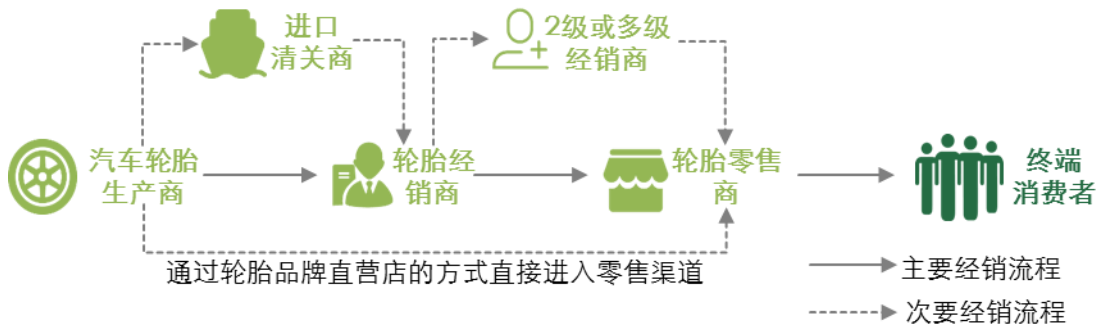 进口
清关商
2级或多级
经销商
汽车轮胎
生产商
轮胎经
销商
轮胎零售
商
终端
消费者
通过轮胎品牌直营店的方式直接进入零售渠道
主要经销流程
次要经销流程